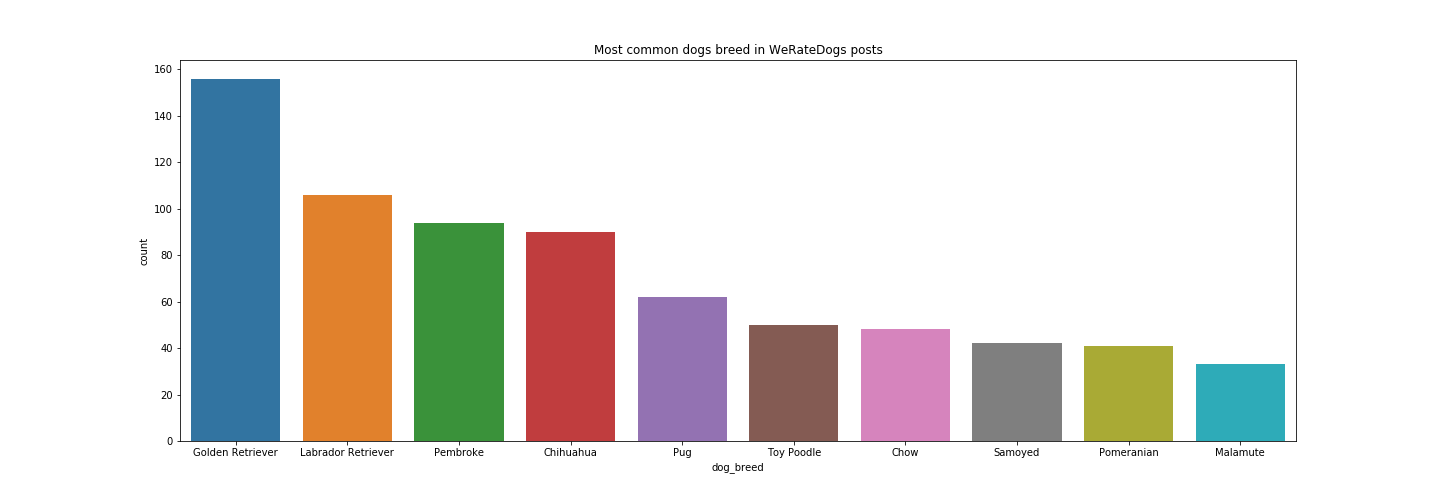 Most common dogs breed in WeRateDogs posts
160
140
120
100
80
60
40
20
0
count
Golden Retriever Labrador Retriever Pembroke Chihuahua Pug Toy Poodle Chow Samoyed Pomeranian Malamute
dog_breed